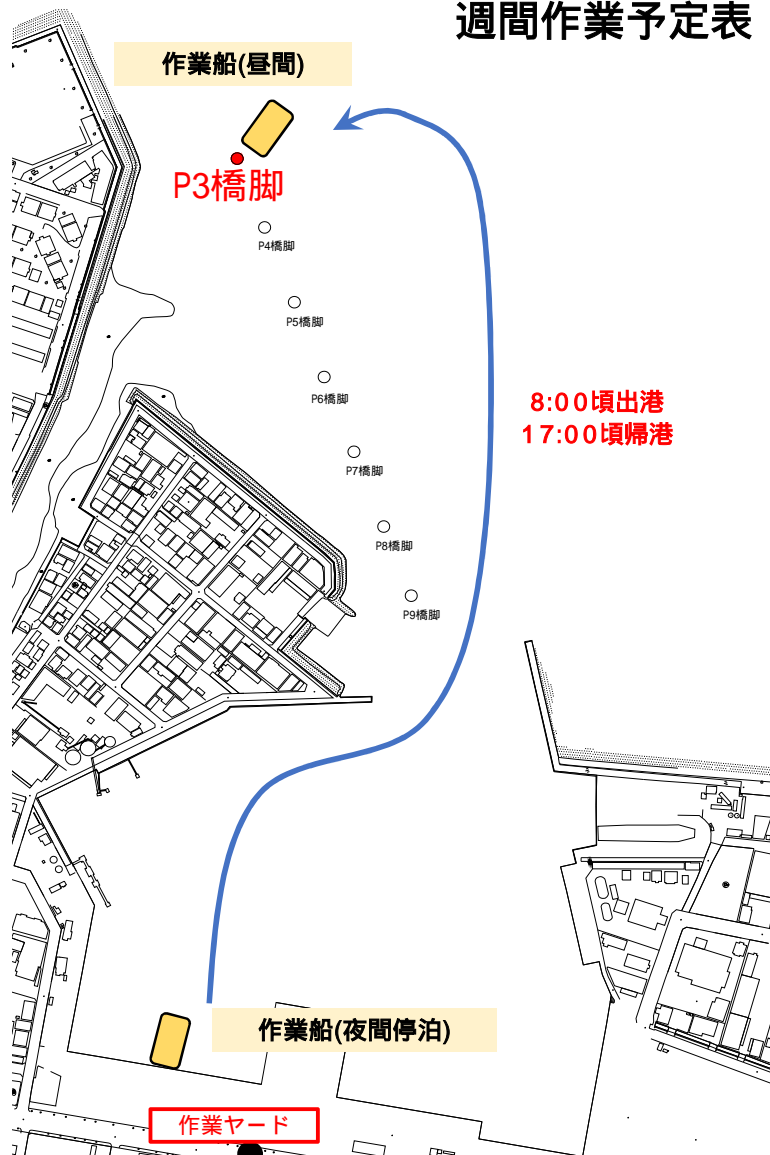 週間作業予定表
作業船(昼間)
P3橋脚
P4橋脚
P5橋脚
P6橋脚
8:00頃出港
17:00頃帰港
P7橋脚
P8橋脚
P9橋脚
作業船(夜間停泊)
作業ヤード